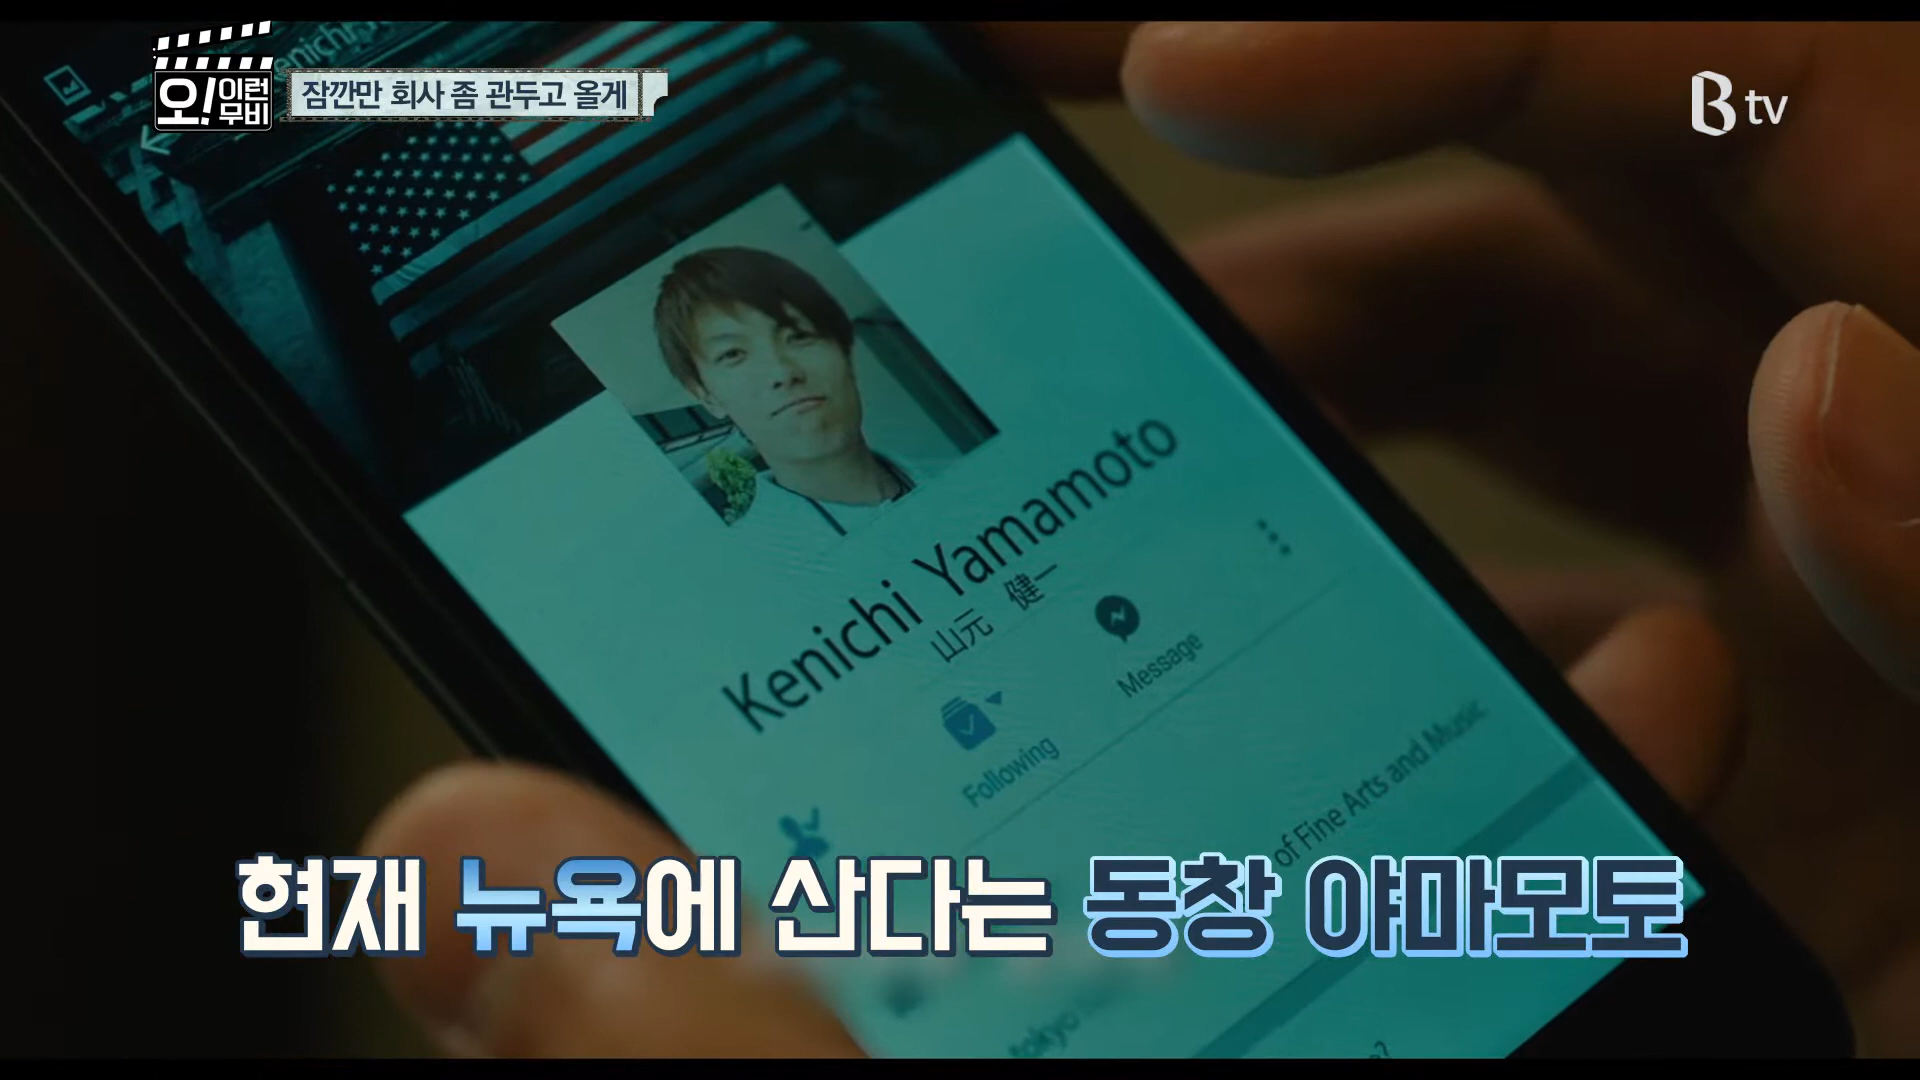 enichi
오! 이런 무비
잠깐만 회사 좀 관두고 올게
B tv
Kenichi Yamamoto
山元 健一
Following
Message
of Fine Arts and Music
현재 뉴욕에 산다는 동창 야마모토
tokyo